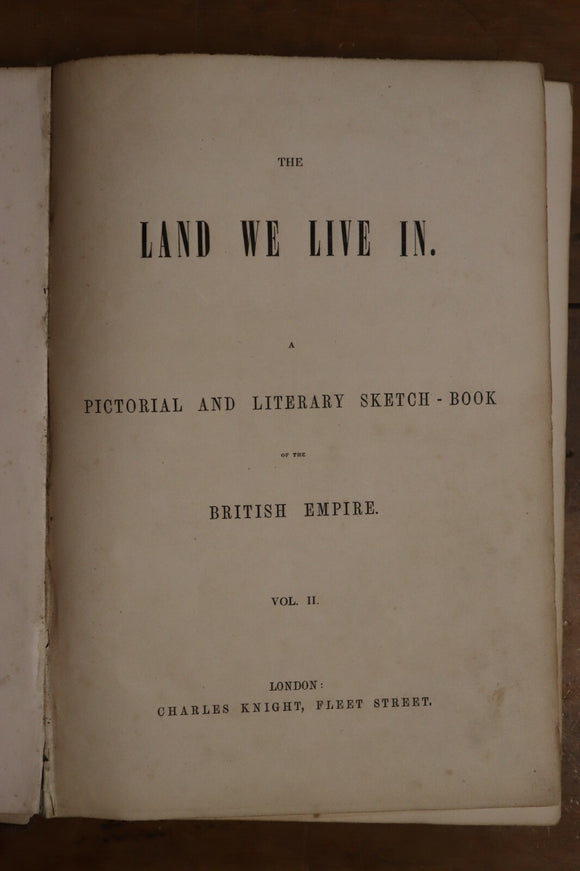 THE
LAND WE LIVE IN.
A
PICTORIAL AND LITERARY SKETCH-BOOK
OF THE
BRITISH EMPIRE.
VOL. II.
LONDON:
CHARLES KNIGHT, FLEET STREET.